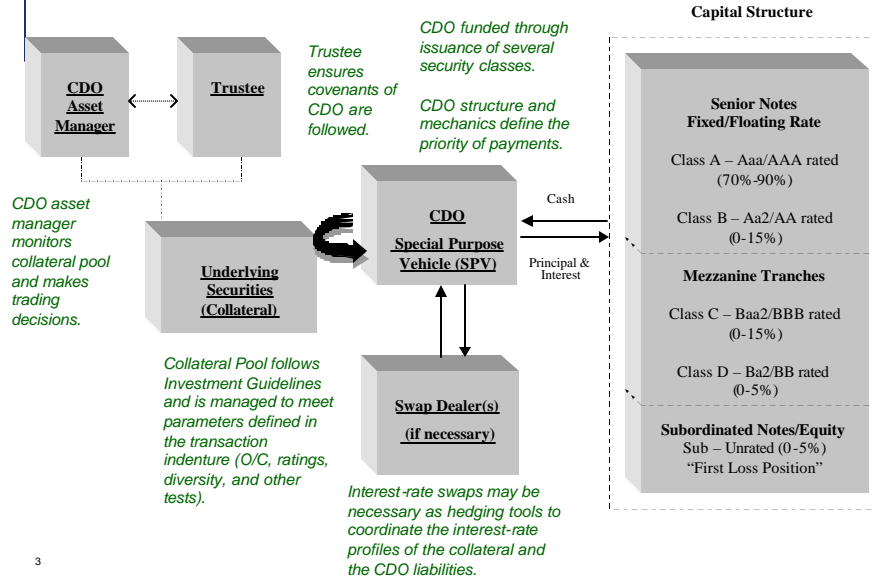 Capital Structure
CDO
Asset
Manager
Trustee
Trustee
ensures
covenants of
CDO are
followed.
CDO funded through
issuance of several
security classes.
CDO structure and
mechanics define the
priority of payments.
CDO asset
manager
monitors
collateral pool
and makes
trading
decisions.
Underlying
Securities
(Collateral)
CDO
Special Purpose
Vehicle (SPV)
Cash
Principal &
Interest
Senior Notes
Fixed/Floating Rate
Class A – Aaa/AAA rated
(70%-90%)
Class B – Aa2/AA rated
(0-15%)
Mezzanine Tranches
Class C – Baa2/BBB rated
(0-15%)
Class D – Ba2/BB rated
(0-5%)
Subordinated Notes/Equity
Sub – Unrated (0-5%)
“First Loss Position”
Collateral Pool follows
Investment Guidelines
and is managed to meet
parameters defined in
the transaction
indenture (O/C, ratings,
diversity, and other
tests).
Swap Dealer(s)
(if necessary)
Interest-rate swaps may be
necessary as hedging tools to
coordinate the interest-rate
profiles of the collateral and
the CDO liabilities.
3